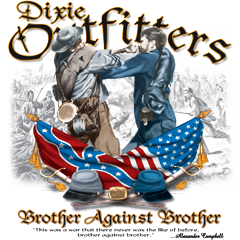 Dixie
Outfitters
Brother Against Brother
"This was a war that there never was the like of before,
brother against brother."
...Alexander Campbell